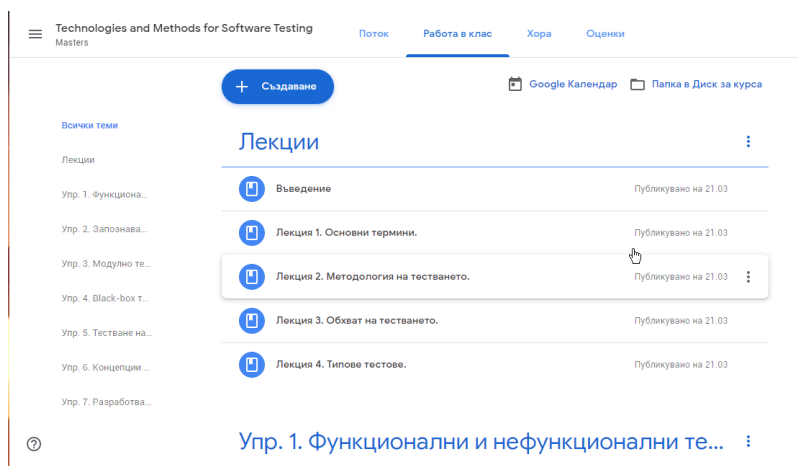 Technologies and Methods for Software Testing
Masters
Поток
Работа в клас
Хора
Оценки
Създаване
Google Календар
Папка в Диск за курса
Всички теми
Лекции
Упр. 1. Функциона...
Упр. 2. Запознава...
Упр. 3. Модулно те...
Упр. 4. Black-box т...
Упр. 5. Тестване на...
Упр. 6. Концепции ...
Упр. 7. Разработва...
Лекции
Въведение
Публикувано на 21.03
Лекция 1. Основни термини.
Публикувано на 21.03
Лекция 2. Методология на тестването.
Публикувано на 21.03
Лекция 3. Обхват на тестването.
Публикувано на 21.03
Лекция 4. Типове тестове.
Публикувано на 21.03
Упр. 1. Функционални и нефункционални те...